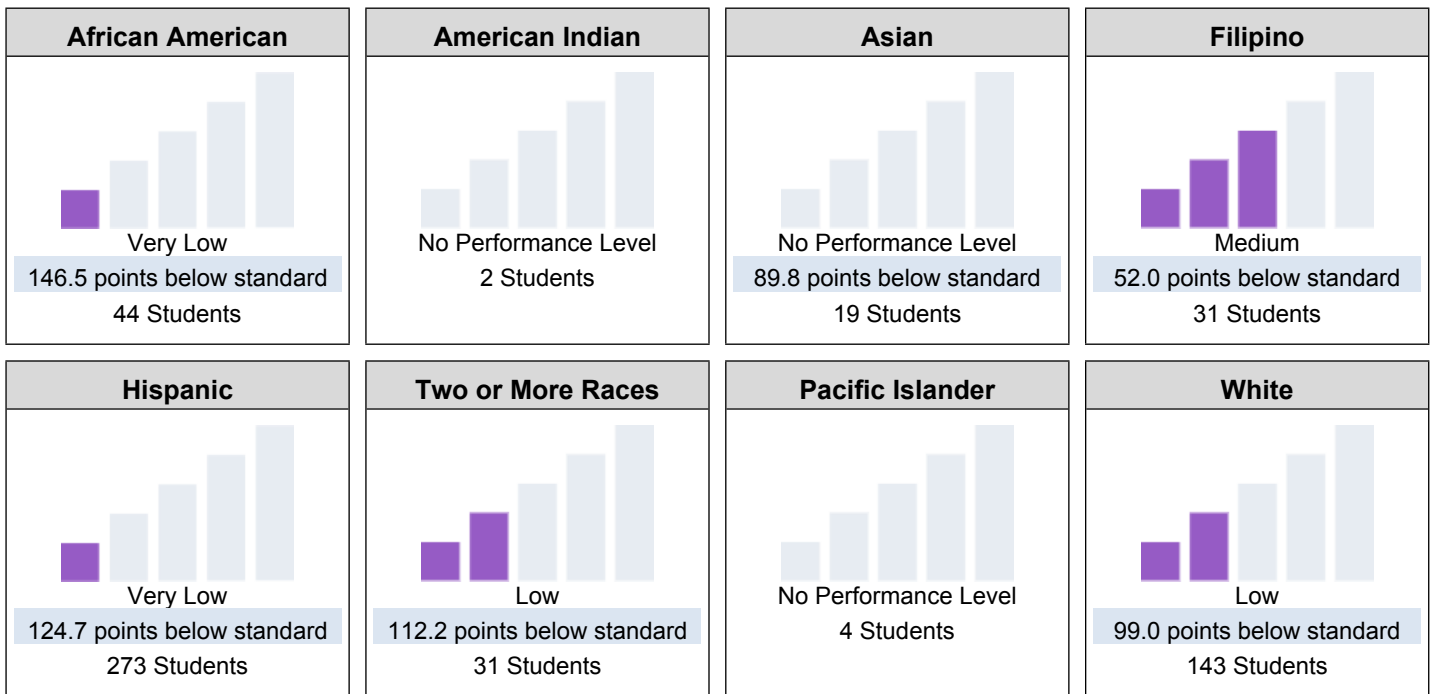 African American
Very Low
146.5 points below standard
44 Students
American Indian
No Performance Level
2 Students
Asian
No Performance Level
89.8 points below standard
19 Students
Filipino
Medium
52.0 points below standard
31 Students
Hispanic
Very Low
124.7 points below standard
273 Students
Two or More Races
Low
112.2 points below standard
31 Students
Pacific Islander
No Performance Level
4 Students
White
Low
99.0 points below standard
143 Students